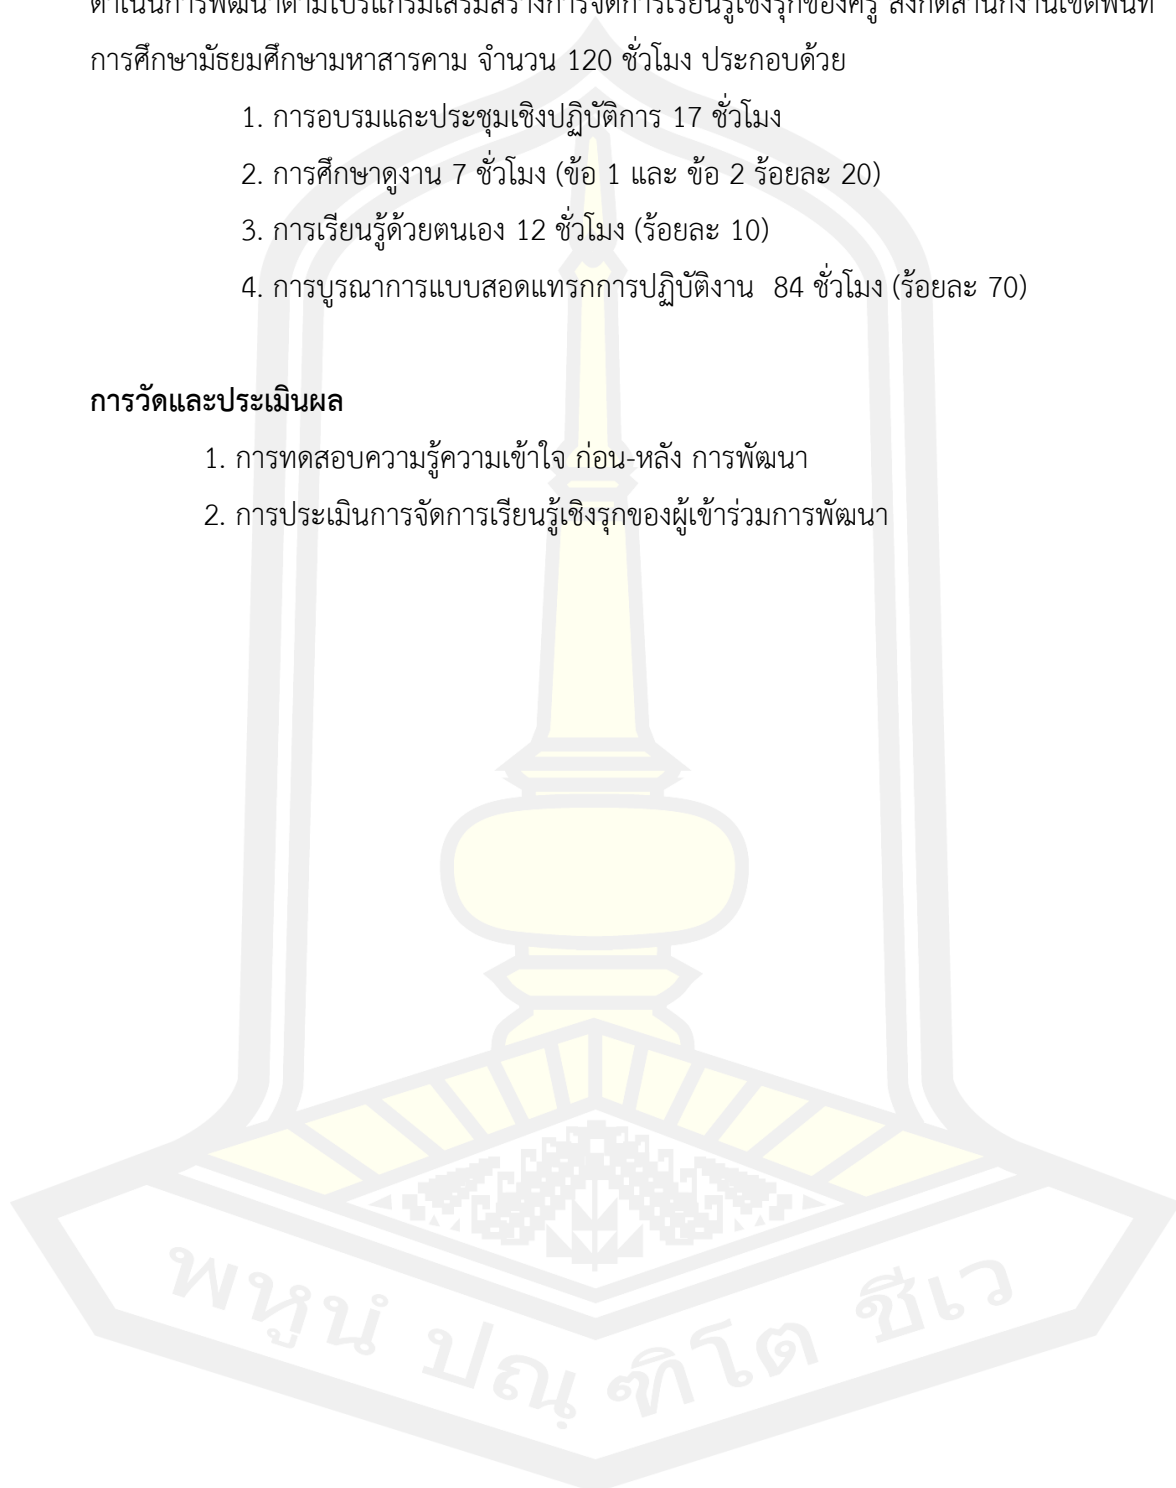 ดำเนินการพัฒนาตามโปรแกรมเสริมสร้างการจัดการเรียนรู้เชิงรุกของครู สังกัดสำนักงานเขตพื้นที่
การศึกษามัธยมศึกษามหาสารคาม จำนวน 120 ชั่วโมง ประกอบด้วย
1. การอบรมและประชุมเชิงปฏิบัติการ 17 ชั่วโมง
2. การศึกษาดูงาน 7 ชั่วโมง (ข้อ 1 และ ข้อ 2 ร้อยละ 20)
3. การเรียนรู้ด้วยตนเอง 12 ชั่วโมง (ร้อยละ 10)
4. การบูรณาการแบบสอดแทรกการปฏิบัติงาน 84 ชั่วโมง (ร้อยละ 70)
การวัดและประเมินผล
1. การทดสอบความรู้ความเข้าใจ ก่อน-หลัง การพัฒนา
2. การประเมินการจัดการเรียนรู้เชิงรุกของผู้เข้าร่วมการพัฒนา
พหูนํ ปณฺฑิโต ชีเว